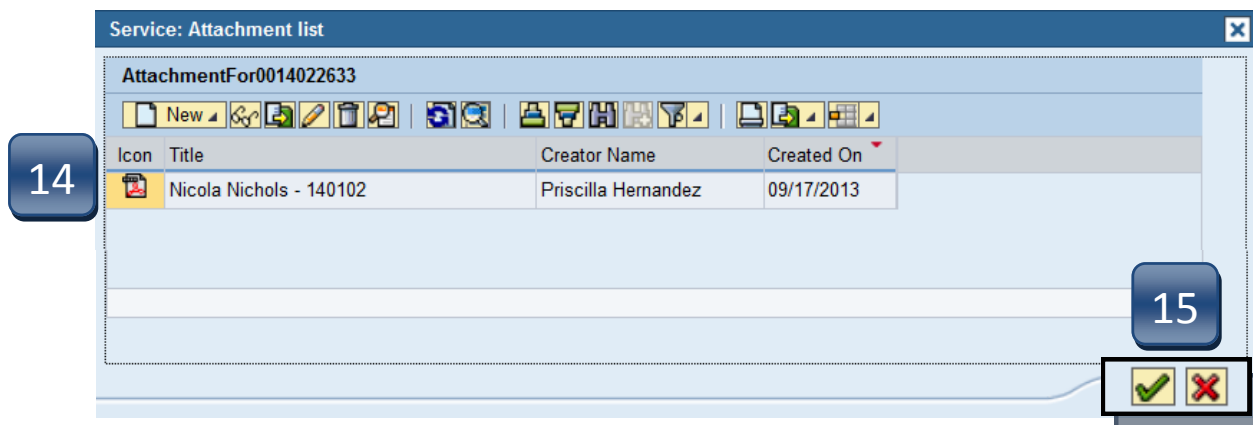 Service: Attachment list
AttachmentFor0014022633
New
Icon Title Creator Name Created On
14
Nicola Nichols - 140102 Priscilla Hernandez 09/17/2013
15